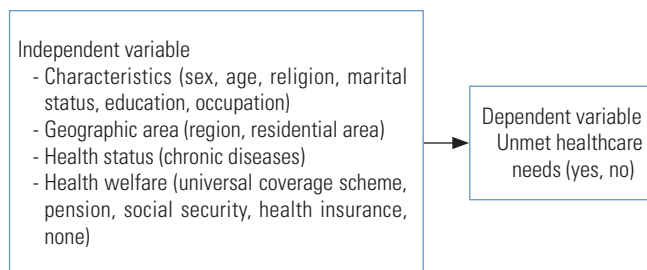 Independent variable
- Characteristics (sex, age, religion, marital
status, education, occupation)
- Geographic area (region, residential area)
- Health status (chronic diseases)
- Health welfare (universal coverage scheme,
pension, social security, health insurance,
none)
Dependent variable
Unmet healthcare
needs (yes, no)